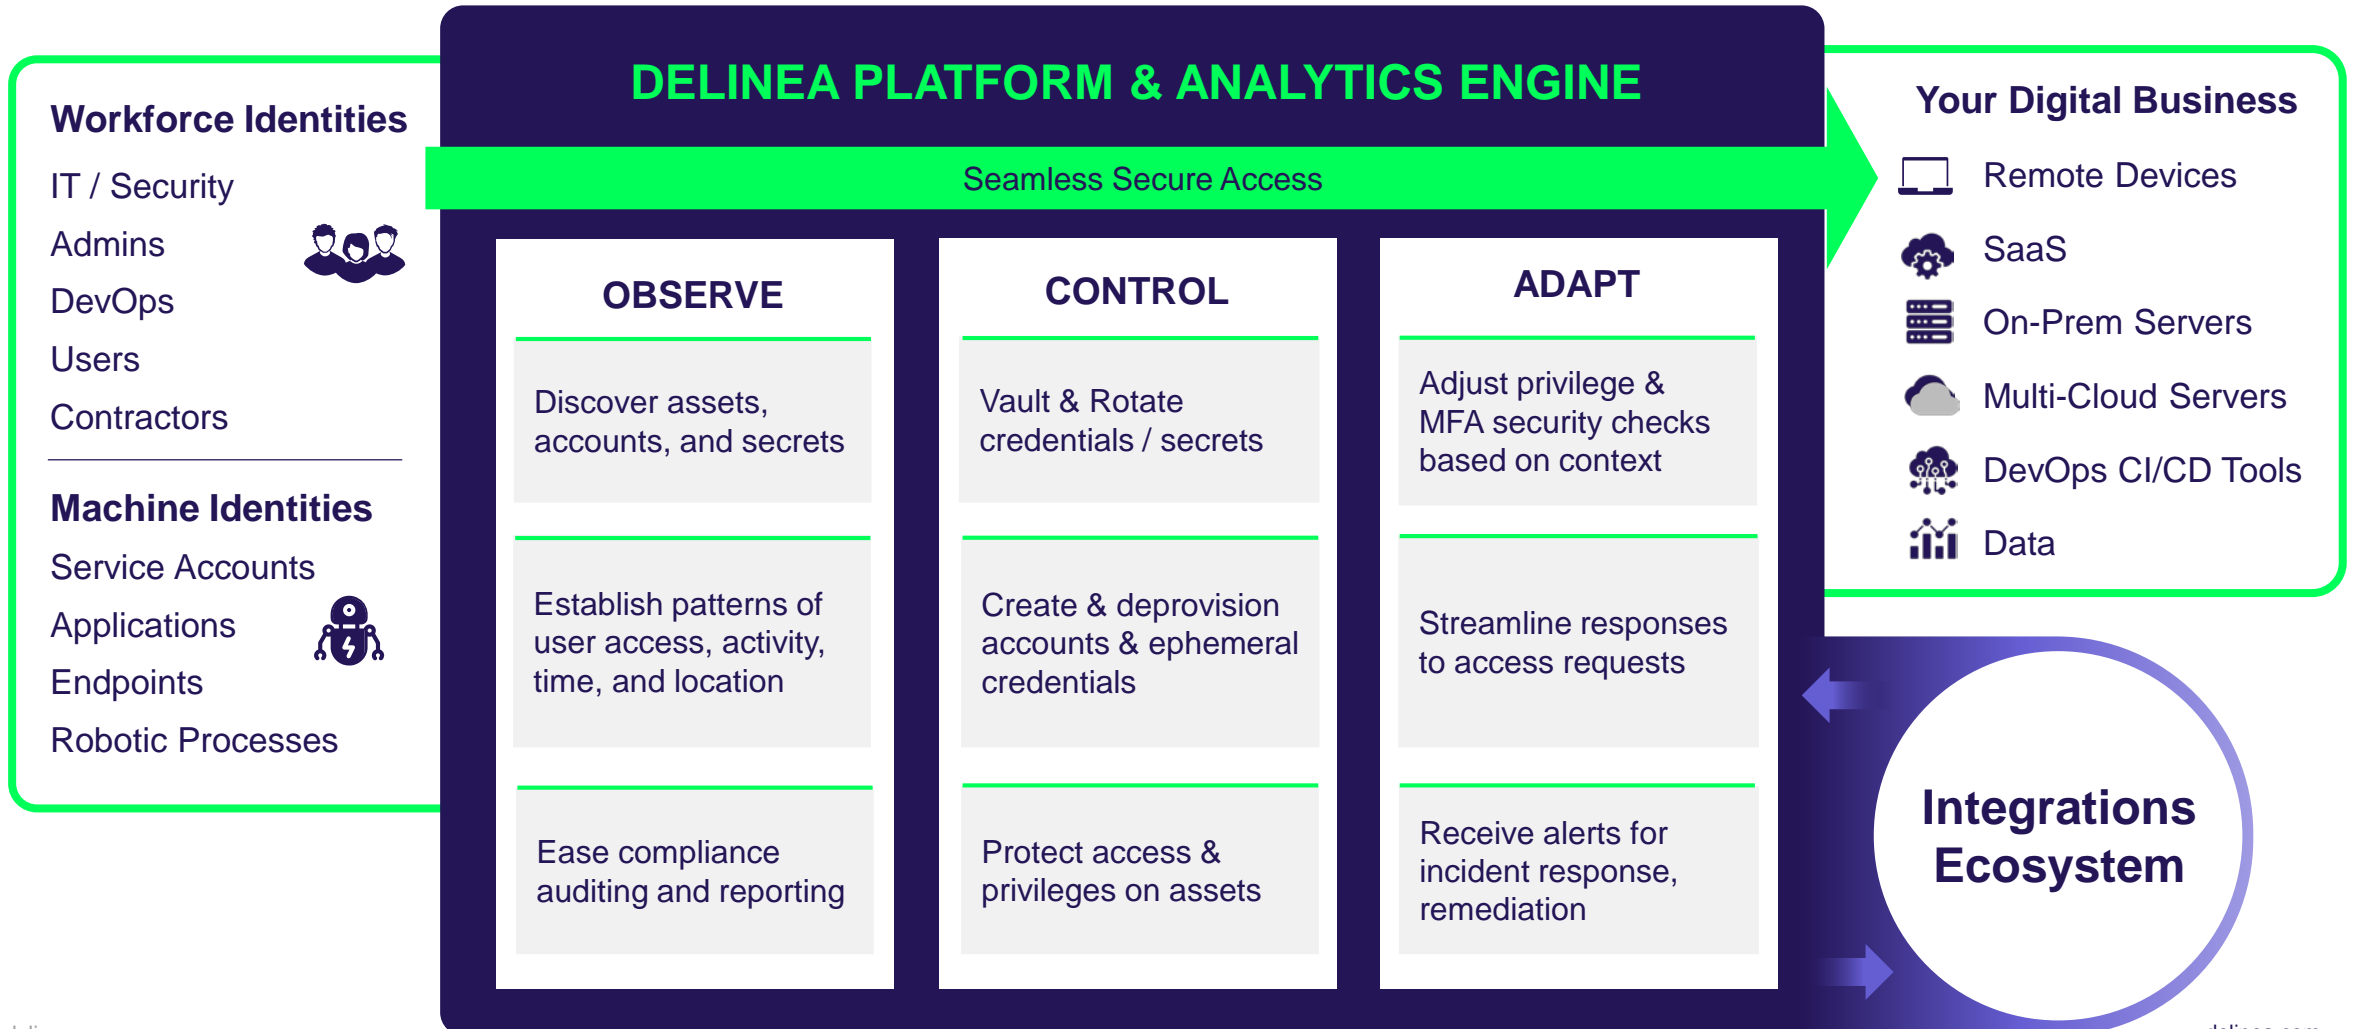 DELINEA PLATFORM & ANALYTICS ENGINE
Seamless Secure Access
Workforce Identities
IT / Security
Admins
DevOps
Users
Contractors
Machine Identities
Service Accounts
Applications
Endpoints
Robotic Processes
OBSERVE
Discover assets,
accounts, and secrets
Establish patterns of
user access, activity,
time, and location
Ease compliance
auditing and reporting
CONTROL
Vault & Rotate
credentials / secrets
Create & deprovision
accounts & ephemeral
credentials
Protect access &
privileges on assets
ADAPT
Adjust privilege &
MFA security checks
based on context
Streamline responses
to access requests
Receive alerts for
incident response,
remediation
Your Digital Business
Remote Devices
SaaS
On-Prem Servers
Multi-Cloud Servers
DevOps CI/CD Tools
Data
Integrations
Ecosystem